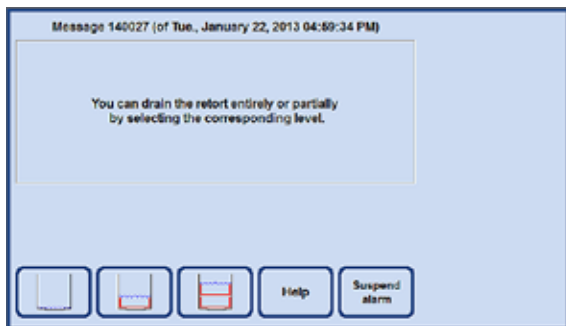 Message 140027 (of Tue., January 22, 2013 04:59:34 PM)
You can drain the retort entirely or partially
by selecting the corresponding level.
Help
Suspend
alarm